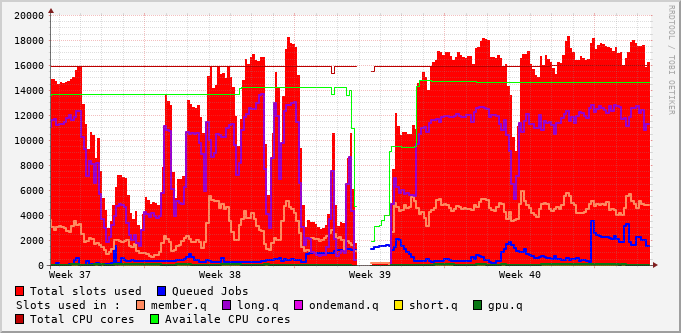 20000
18000
16000
14000
12000
10000
8000
6000
4000
2000
0
Week 37 Week 38 Week 39 Week 40
RRDTOOL / TOBI OETIKER
Total slots used Queued Jobs
Slots used in : member.q long.q ondemand.q short.q gpu.q
Total CPU cores Availale CPU cores